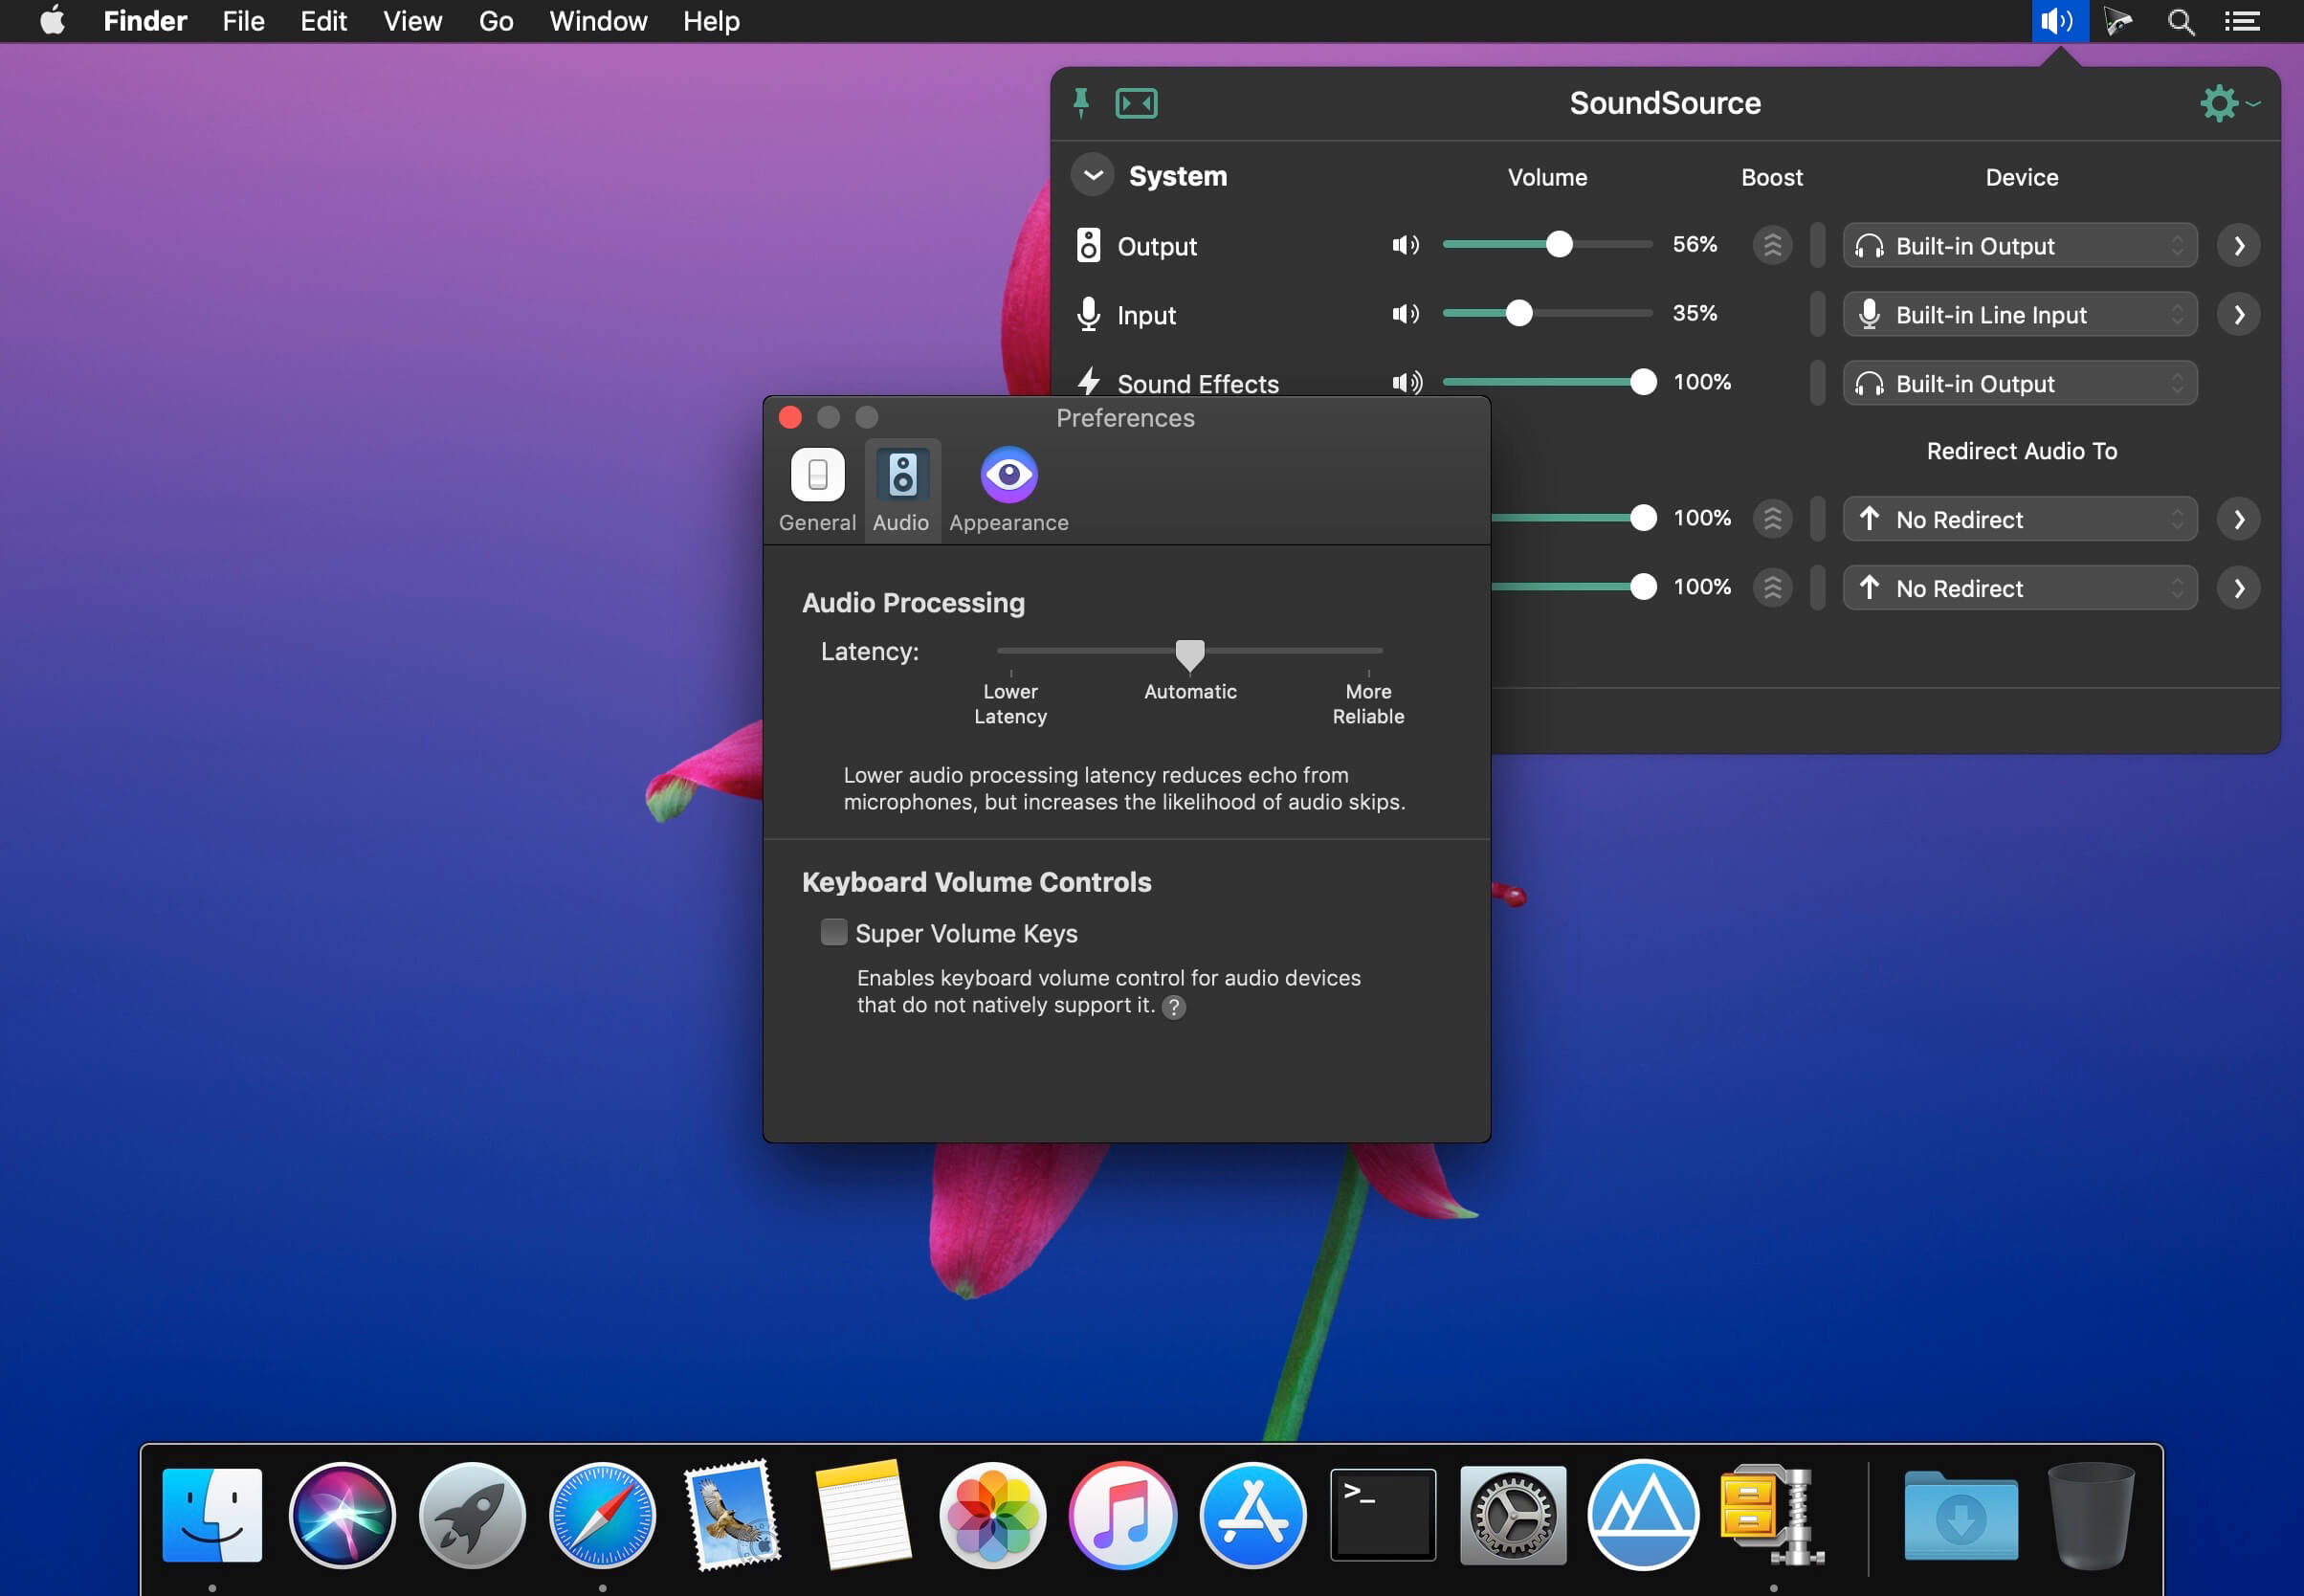 Finder File Edit View Go Window Help
SoundSource
System Volume Boost Device
Output 56% Built-in Output
Input 35% Built-in Line Input
Sound Effects 100% Built-in Output
Redirect Audio To
100% No Redirect
100% No Redirect
Preferences
General Audio Appearance
Audio Processing
Latency:
Lower Latency
Automatic
More Reliable
Lower audio processing latency reduces echo from
microphones, but increases the likelihood of audio skips.
Keyboard Volume Controls
Super Volume Keys
Enables keyboard volume control for audio devices
that do not natively support it. ?
>_